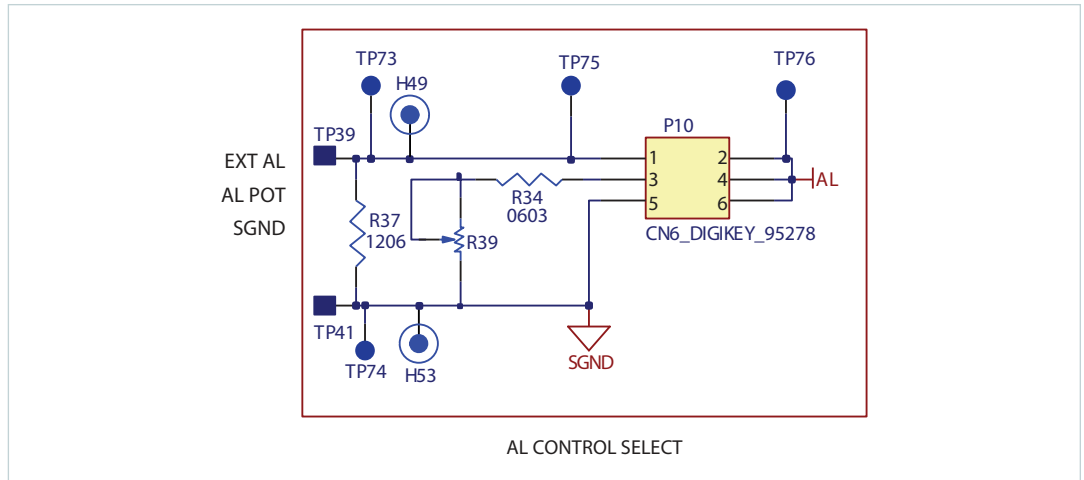 TP73
TP75
TP76
H49
P10
TP39
EXT AL
1
2
AL POT
3
4
AL
SGND
R34
0603
5
6
R37
1206
R39
CN6_DIGIKEY_95278
TP41
TP74
H53
SGND
AL CONTROL SELECT